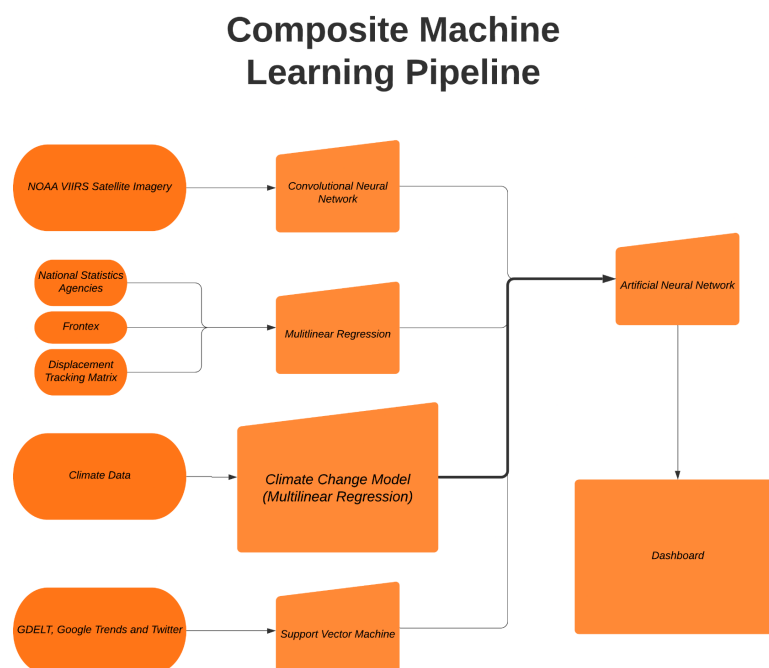 Composite Machine
Learning Pipeline
NOAA VIIRS Satellite Imagery
Convolutional Neural
Network
National Statistics
Agencies
Frontex
Displacement
Tracking Matrix
Mulitlinear Regression
Artificial Neural Network
Climate Data
Climate Change Model
(Multilinear Regression)
Dashboard
GDELT, Google Trends and Twitter
Support Vector Machine